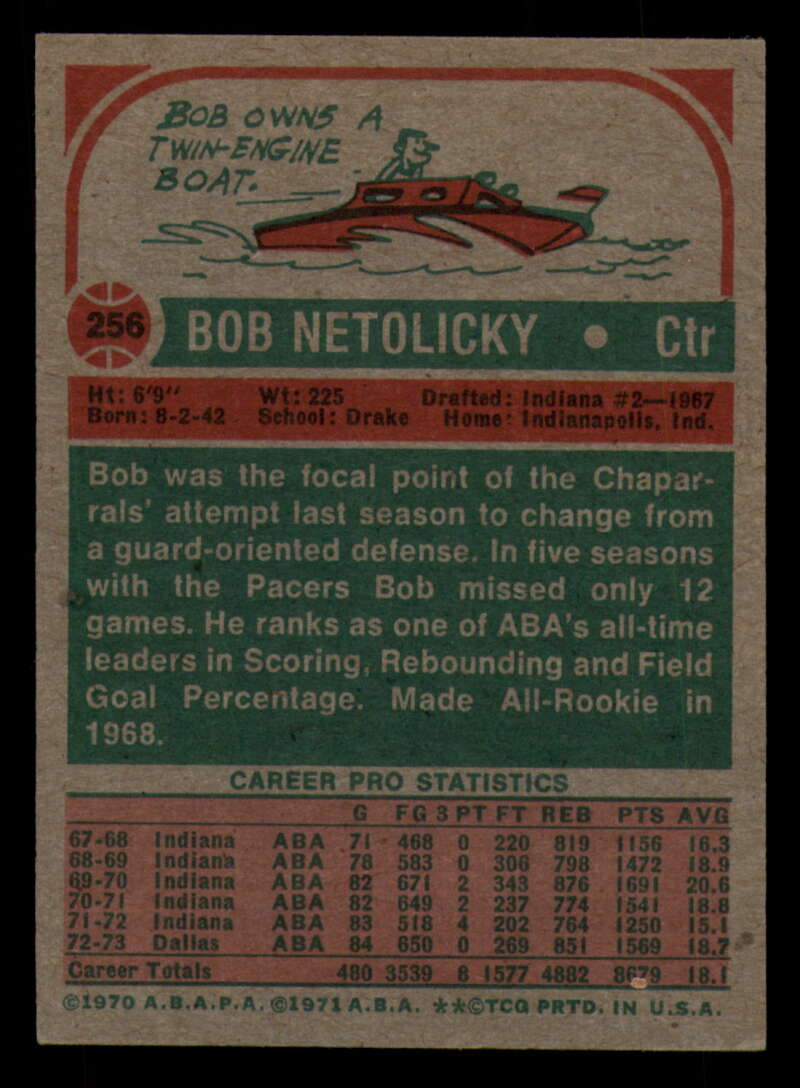 BOB OWNS A
TWIN-ENGINE
BOAT.
256 BOB NETOLICKY • Ctr
Ht: 6'9" Wt: 225 Drafted: Indiana #2—1967
Born: 8-2-42 School: Drake Home: Indianapolis, Ind.
Bob was the focal point of the Chapar-
rals' attempt last season to change from
a guard-oriented defense. In five seasons
with the Pacers Bob missed only 12
games. He ranks as one of ABA's all-time
leaders in Scoring, Rebounding and Field
Goal Percentage. Made All-Rookie in
1968.
CAREER PRO STATISTICS
G FG 3 PT FT REB PTS AVG
67-68 Indiana ABA 71 468 0 220 819 1156 16.3
68-69 Indiana ABA 78 583 0 306 798 1472 18.9
69-70 Indiana ABA 82 671 2 343 876 1691 20.6
70-71 Indiana ABA 82 649 2 237 774 1541 18.8
71-72 Indiana ABA 83 518 4 202 764 1250 15.1
72-73 Dallas ABA 84 650 0 269 851 1569 18.7
Career Totals 480 3539 8 1577 4882 8679 18.1
©1970 A.B.A.P.A. ©1971 A.B.A. **©TCG PRTD. IN U.S.A.